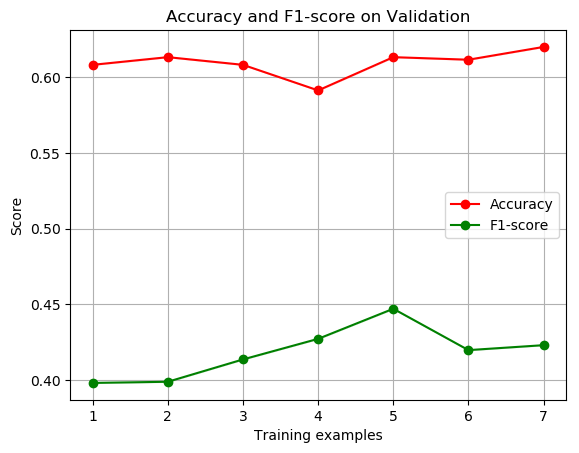 Accuracy and F1-score on Validation
0.60
0.55
0.50
0.45
0.40
Score
Accuracy
F1-score
1 2 3 4 5 6 7
Training examples